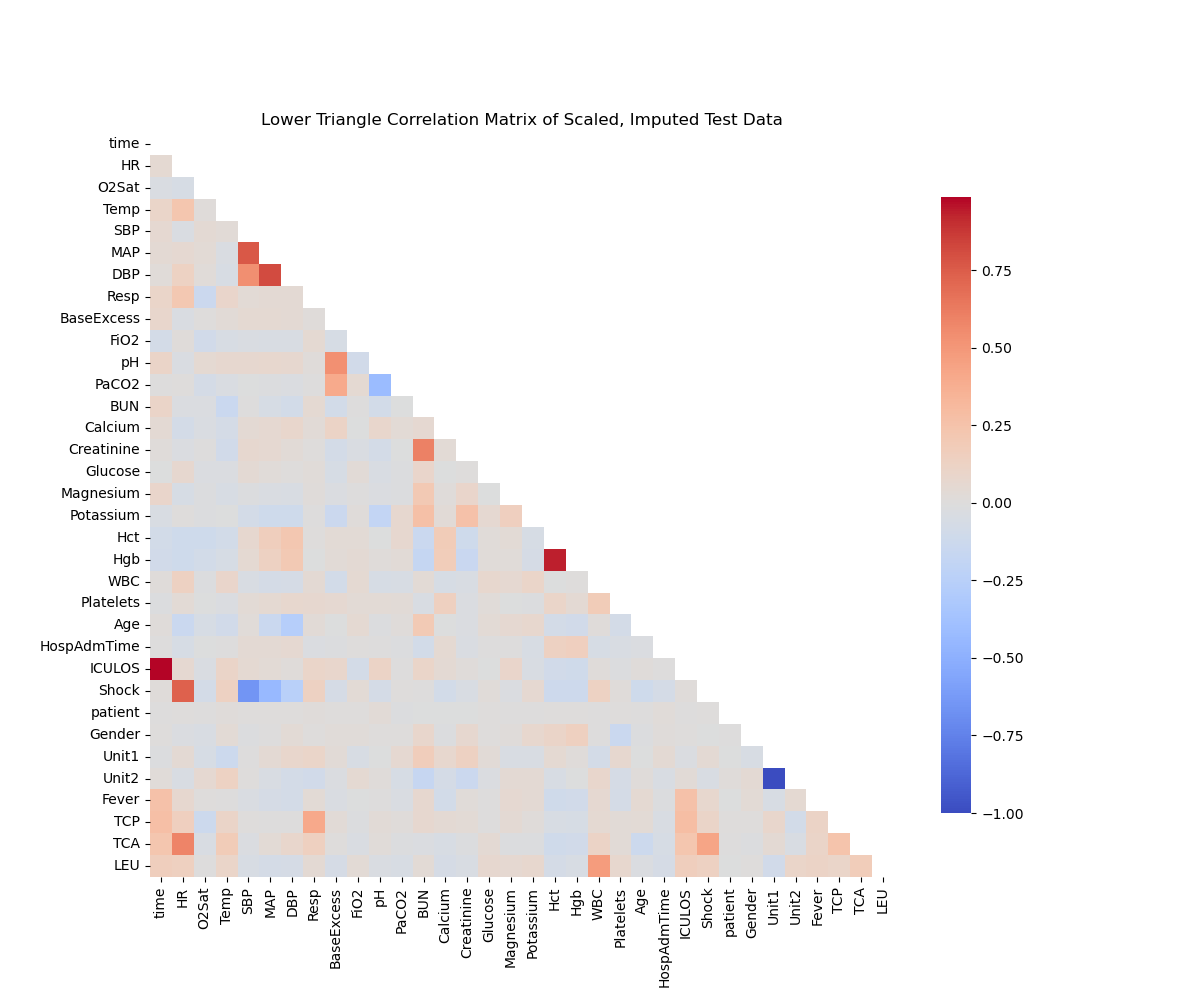 Lower Triangle Correlation Matrix of Scaled, Imputed Test Data
time
HR
O2Sat
Temp
SBP
MAP
DBP
Resp
BaseExcess
FiO2
pH
PaCO2
BUN
Calcium
Creatinine
Glucose
Magnesium
Potassium
Hct
Hgb
WBC
Platelets
Age
HospAdmTime
ICULOS
Shock
patient
Gender
Unit1
Unit2
Fever
TCP
TCA
LEU
time
HR
O2Sat
Temp
SBP
MAP
DBP
Resp
BaseExcess
FiO2
pH
PaCO2
BUN
Calcium
Creatinine
Glucose
Magnesium
Potassium
Hct
Hgb
WBC
Platelets
Age
HospAdmTime
ICULOS
Shock
patient
Gender
Unit1
Unit2
Fever
TCP
TCA
LEU
0.75
0.50
0.25
0.00
−0.25
−0.50
−0.75
−1.00